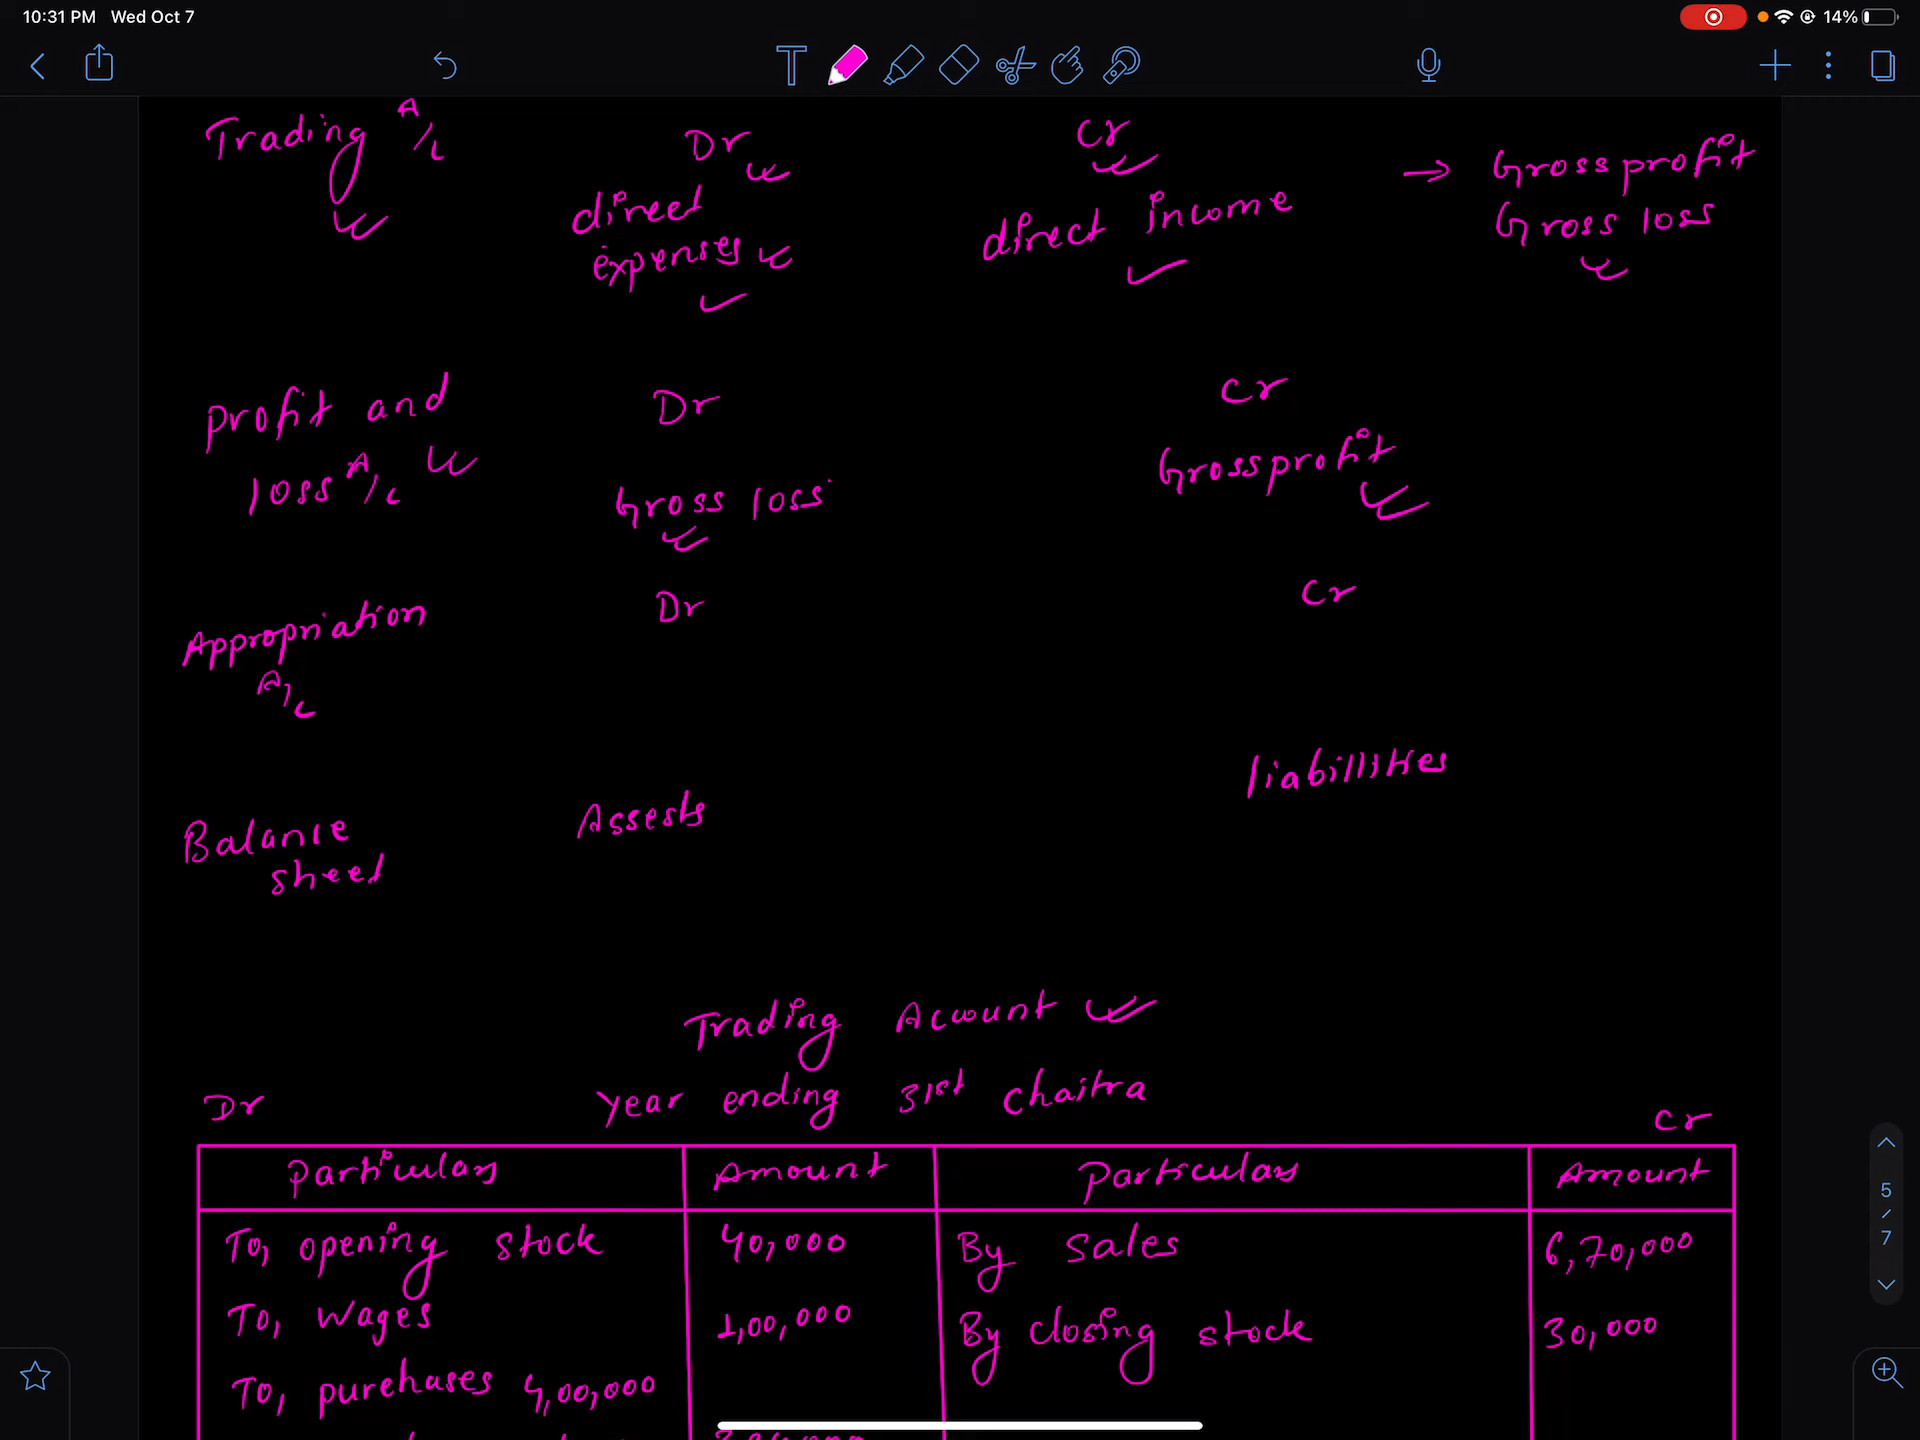 10:31 PM Wed Oct 7
14%
Trading A/c
Dr
Cr
direct
expenses
direct income
→ Gross profit
Gross loss
Profit and
loss A/c
Dr
Cr
Gross loss
Gross profit
Appropriation
A/c
Dr
Cr
Balance
sheet
Assests
liabillities
Trading Account
Dr
Year ending 31st chaitra
Cr
Particulars Amount Particulars Amount
To, opening stock 40,000 By Sales 6,70,000
To, Wages 1,00,000 By closing stock 30,000
To, purchases 4,00,000
5
/
7